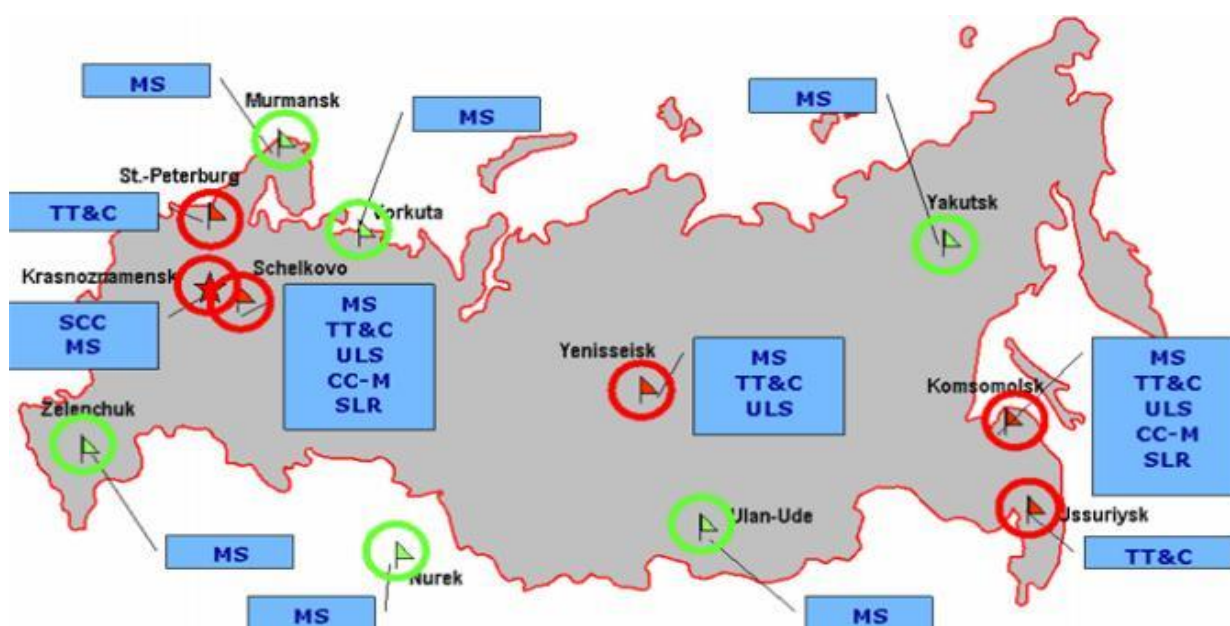 MS
Murmansk
MS
MS
St.-Peterburg
TT&C
Vorkuta
Yakutsk
Krasnoznamensk
Schelkovo
SCC
MS
MS
TT&C
ULS
CC-M
SLR
Yenisseisk
MS
TT&C
ULS
Komsomolsk
MS
TT&C
ULS
CC-M
SLR
Zelenchuk
MS
Nurek
MS
Ulan-Ude
MS
Ussuriysk
TT&C